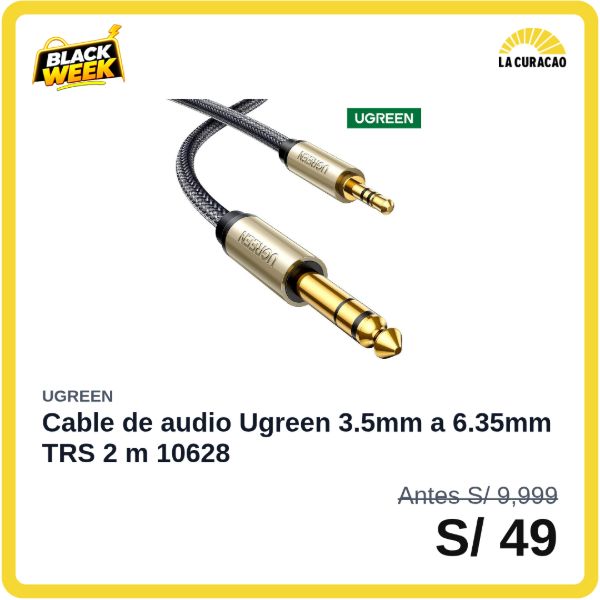 BLACK
WEEK
LA CURACAO
UGREEN
UGREEN
UGREEN
UGREEN
Cable de audio Ugreen 3.5mm a 6.35mm
TRS 2 m 10628
Antes S/ 9,999
S/ 49